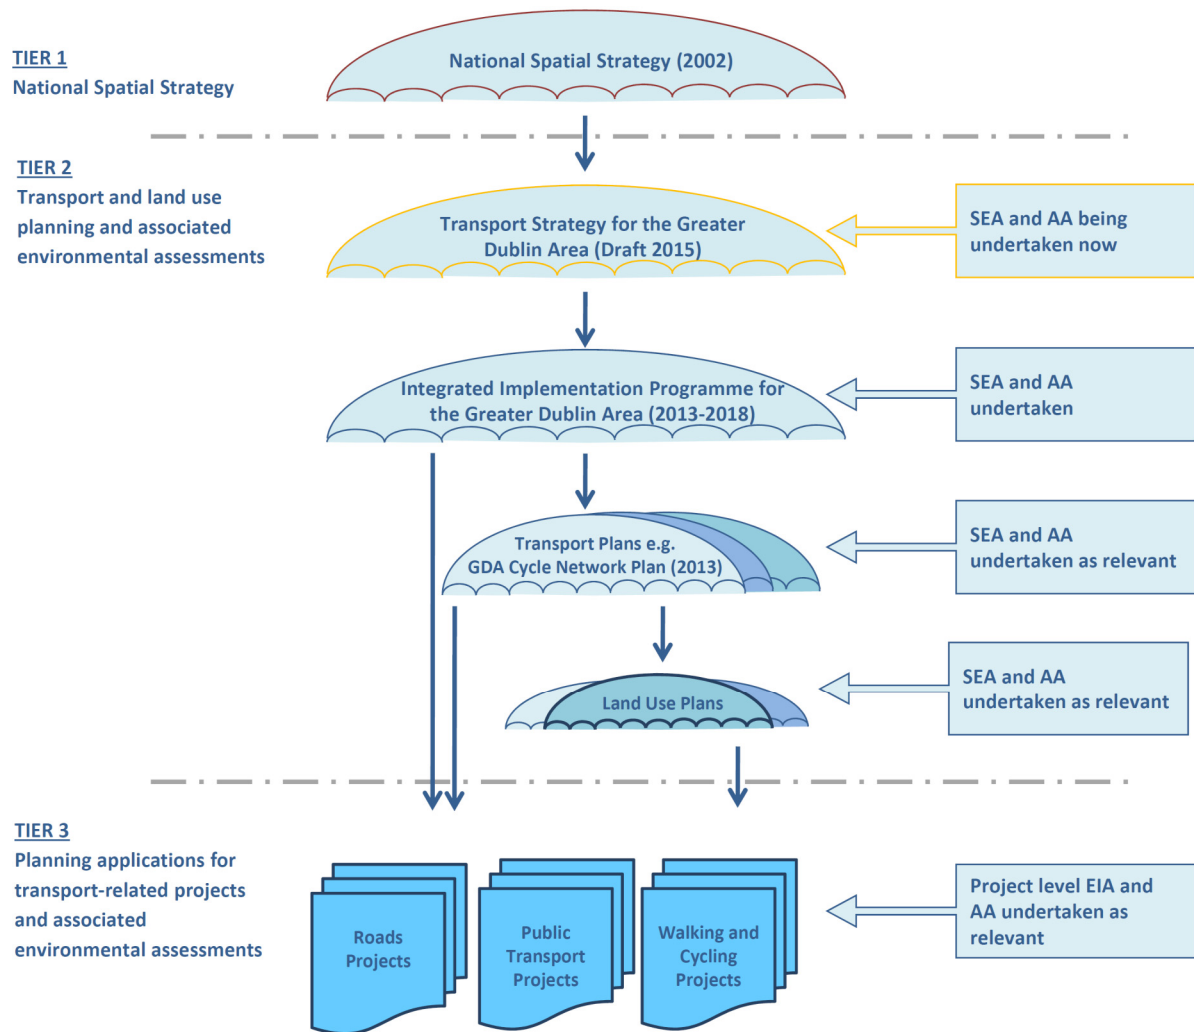 TIER 1
National Spatial Strategy
National Spatial Strategy (2002)
TIER 2
Transport and land use
planning and associated
environmental assessments
Transport Strategy for the Greater
Dublin Area (Draft 2015)
SEA and AA being
undertaken now
Integrated Implementation Programme for
the Greater Dublin Area (2013-2018)
SEA and AA
undertaken
Transport Plans e.g.
GDA Cycle Network Plan (2013)
SEA and AA
undertaken as relevant
Land Use Plans
SEA and AA
undertaken as relevant
TIER 3
Planning applications for
transport-related projects
and associated
environmental assessments
Roads
Projects
Public
Transport
Projects
Walking and
Cycling
Projects
Project level EIA and
AA undertaken as
relevant